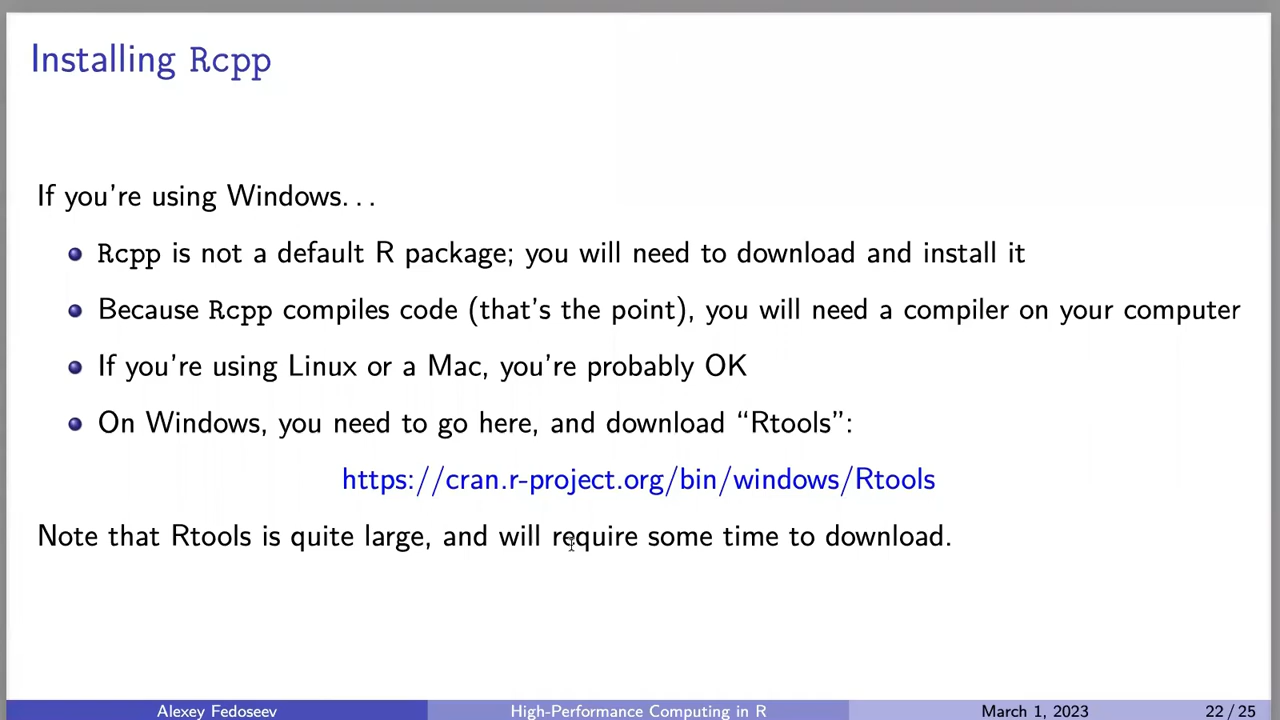 Installing Rcpp
If you're using Windows. . .
Rcpp is not a default R package; you will need to download and install it
Because Rcpp compiles code (that's the point), you will need a compiler on your computer
If you're using Linux or a Mac, you're probably OK
On Windows, you need to go here, and download “Rtools”:
https://cran.r-project.org/bin/windows/Rtools
Note that Rtools is quite large, and will require some time to download.
Alexey Fedoseev High-Performance Computing in R March 1, 2023 22 / 25